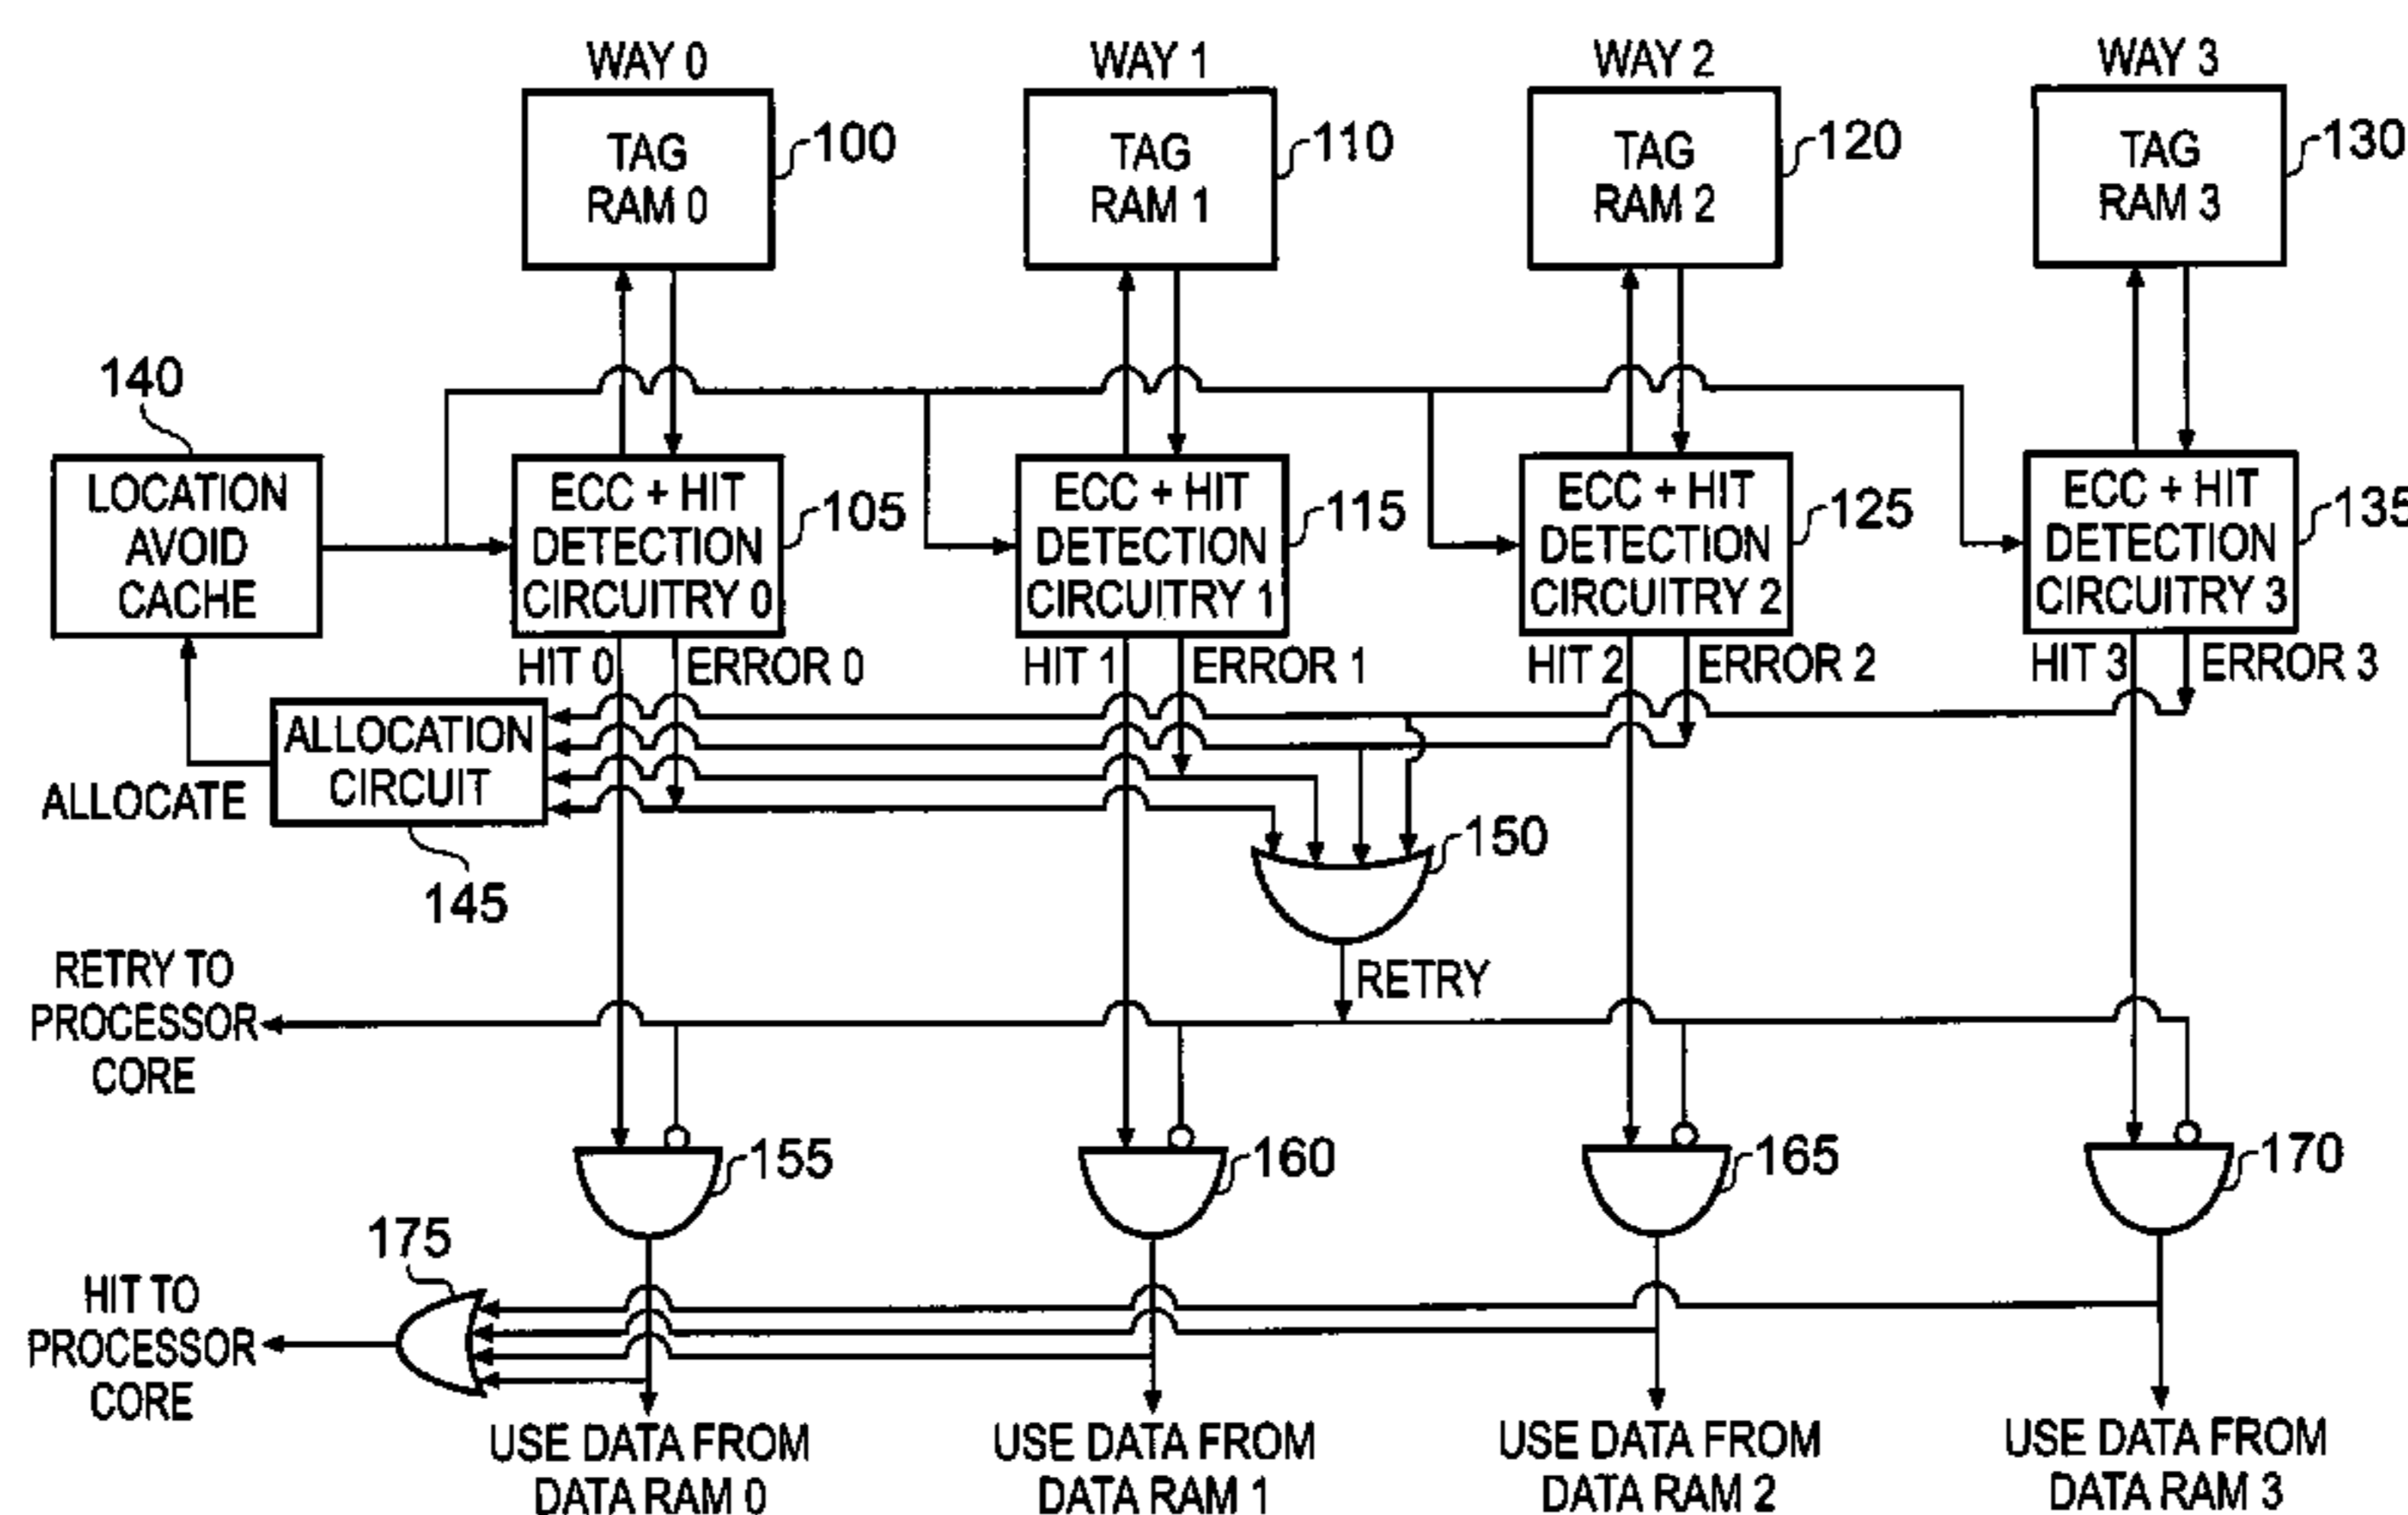 WAY 0
WAY 1
WAY 2
WAY 3
TAG
RAM 0
100
TAG
RAM 1
110
TAG
RAM 2
120
TAG
RAM 3
130
140
LOCATION
AVOID
CACHE
ECC + HIT
DETECTION
CIRCUITRY 0
105
ECC + HIT
DETECTION
CIRCUITRY 1
115
ECC + HIT
DETECTION
CIRCUITRY 2
125
ECC + HIT
DETECTION
CIRCUITRY 3
135
HIT 0
ERROR 0
HIT 1
ERROR 1
HIT 2
ERROR 2
HIT 3
ERROR 3
ALLOCATION
CIRCUIT
ALLOCATE
145
150
RETRY
RETRY TO
PROCESSOR
CORE
155
160
165
170
175
HIT TO
PROCESSOR
CORE
USE DATA FROM
DATA RAM 0
USE DATA FROM
DATA RAM 1
USE DATA FROM
DATA RAM 2
USE DATA FROM
DATA RAM 3